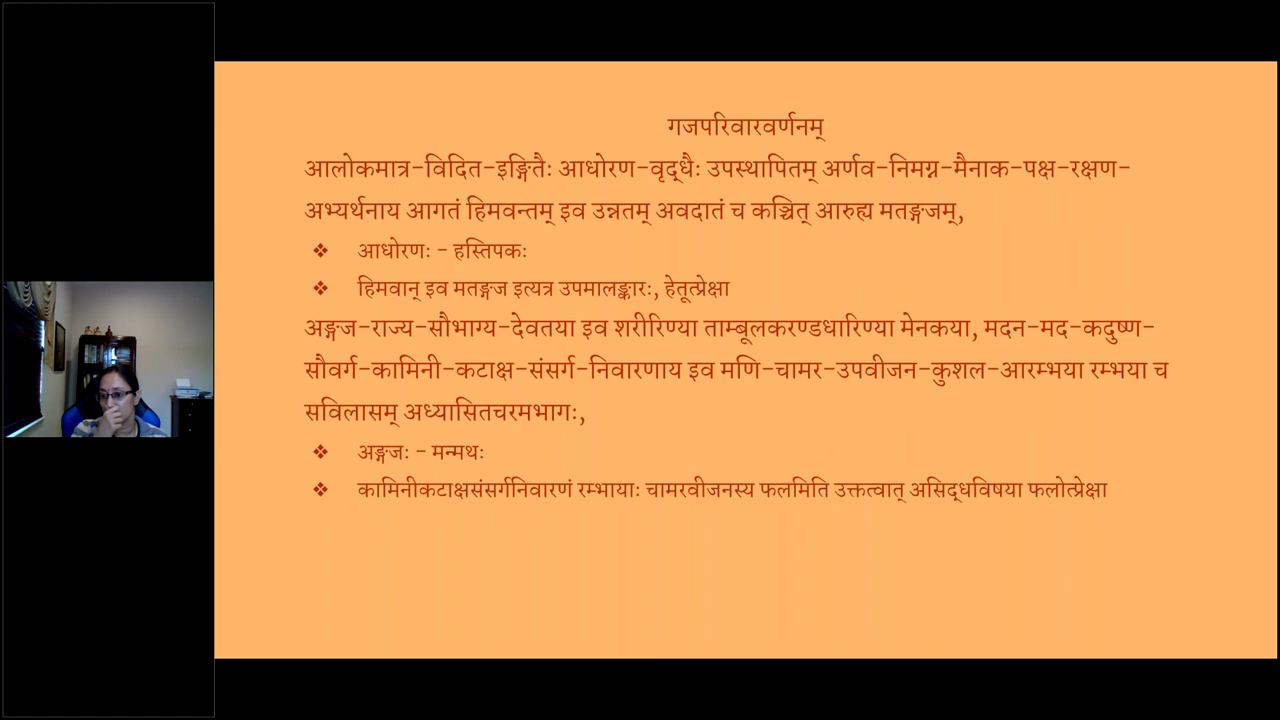 गजपरिवारवर्णनम्
आलोकमात्र-विदित-इङ्गितैः आधोरण-वृद्धैः उपस्थापितम् अर्णव-निमग्न-मैनाक-पक्ष-रक्षण-
अभ्यर्थनाय आगतं हिमवन्तम् इव उन्नतम् अवदातं च कञ्चित् आरुह्य मतङ्गजम्,
❖ आधोरणः - हस्तिपकः
❖ हिमवान् इव मतङ्गज इत्यत्र उपमालङ्कारः, हेतूत्प्रेक्षा
अङ्गज-राज्य-सौभाग्य-देवतया इव शरीरिण्या ताम्बूलकरण्डधारिण्या मेनकया, मदन-मद-कदुष्ण-
सौवर्ग-कामिनी-कटाक्ष-संसर्ग-निवारणाय इव मणि-चामर-उपवीजन-कुशल-आरम्भया रम्भया च
सविलासम् अध्यासितचरमभागः,
❖ अङ्गजः - मन्मथः
❖ कामिनीकटाक्षसंसर्गनिवारणं रम्भायाः चामरवीजनस्य फलमिति उक्तत्वात् असिद्धविषया फलोत्प्रेक्षा